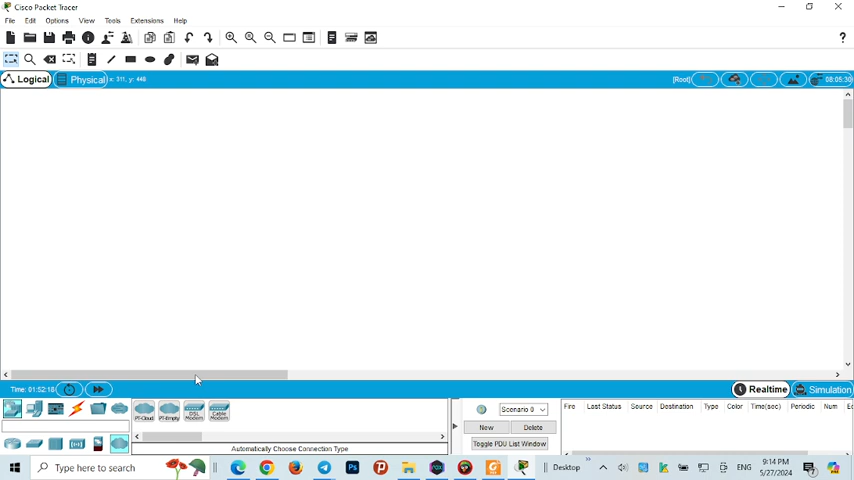 Cisco Packet Tracer
File Edit Options View Tools Extensions Help
?
Logical Physical x: 311, y: 448 [Root] 08:05:30
Time: 01:52:18 Realtime Simulation
PT-Cloud PT-Empty DSL Modem Cable Modem
Automatically Choose Connection Type
Scenario 0
New Delete
Toggle PDU List Window
Fire Last Status Source Destination Type Color Time(sec) Periodic Num
Type here to search
Ps
Desktop
ENG
9:14 PM
5/27/2024